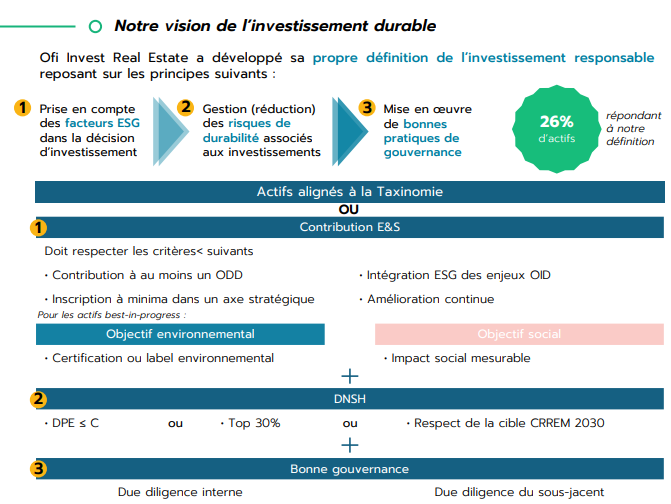 Notre vision de l'investissement durable
Ofi Invest Real Estate a développé sa propre définition de l'investissement responsable
reposant sur les principes suivants :
1 Prise en compte
des facteurs ESG
dans la décision
d'investissement
2 Gestion (réduction)
des risques de
durabilité associés
aux investissements
3 Mise en œuvre
de bonnes
pratiques de
gouvernance
26%
d'actifs
répondant
à notre
définition
Actifs alignés à la Taxinomie
OU
1 Contribution E&S
Doit respecter les critères< suivants
• Contribution à au moins un ODD • Intégration ESG des enjeux OID
• Inscription à minima dans un axe stratégique • Amélioration continue
Pour les actifs best-in-progress :
Objectif environnemental Objectif social
• Certification ou label environnemental • Impact social mesurable
+
2 DNSH
• DPE ≤ C ou • Top 30% ou • Respect de la cible CRREM 2030
+
3 Bonne gouvernance
Due diligence interne Due diligence du sous-jacent